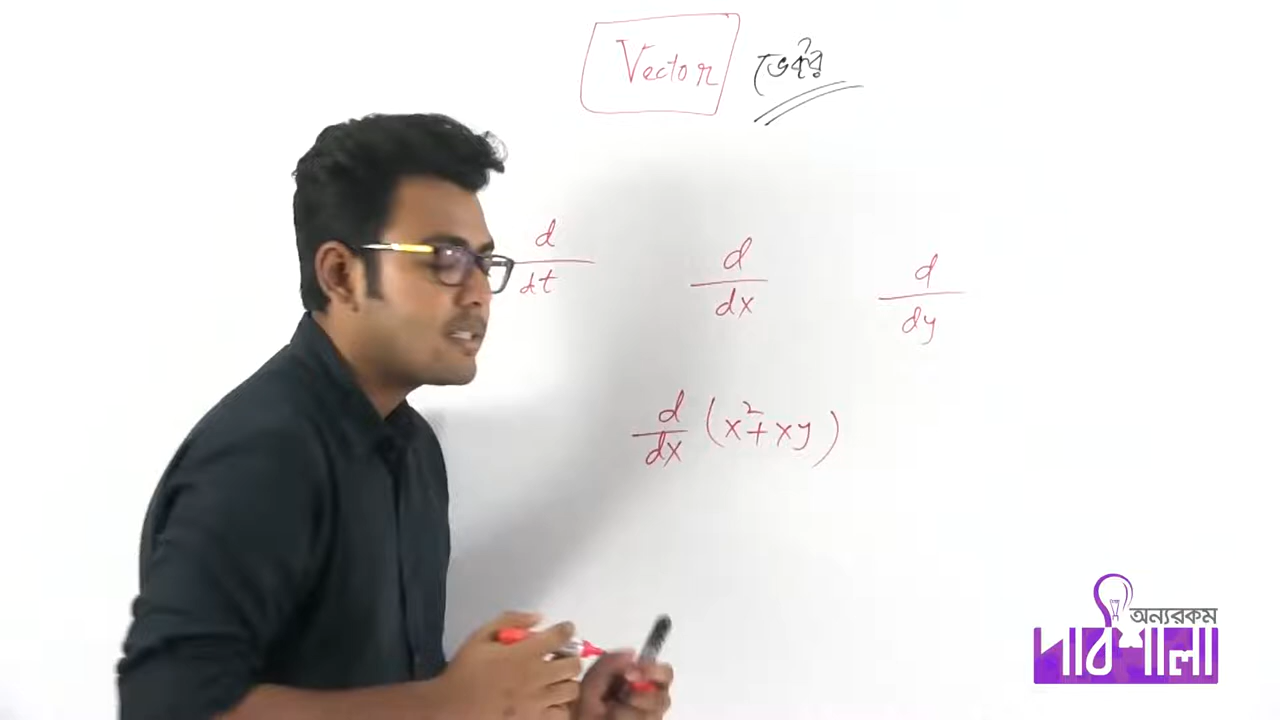 Vector ভেক্টর
d/dt d/dx d/dy
d/dx (x²+xy)
অন্যরকম
পাঠশালা